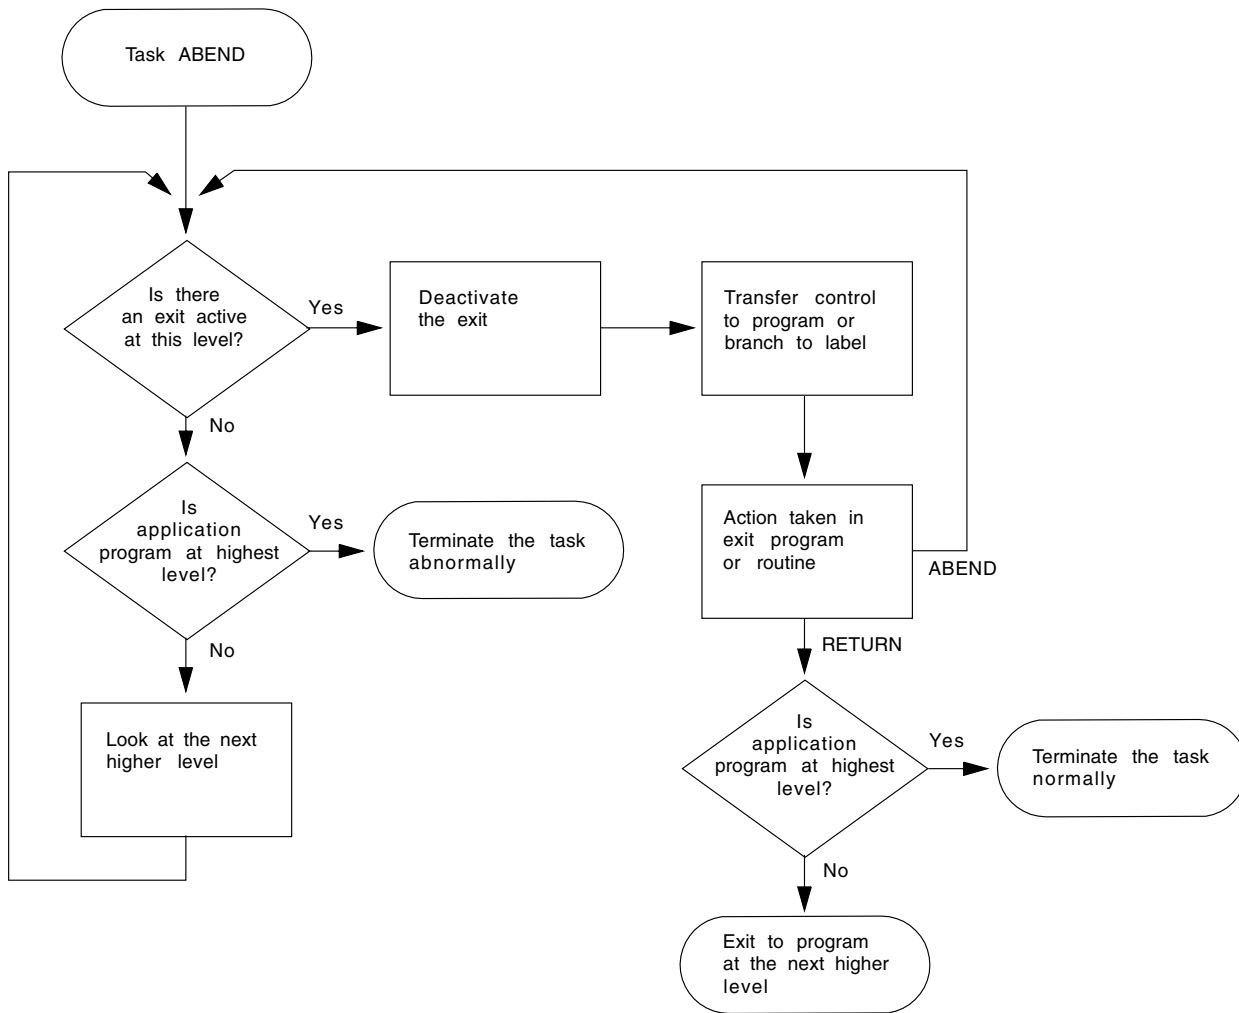 Task ABEND
Is there
an exit active
at this level?
Yes
Deactivate
the exit
Transfer control
to program or
branch to label
No
Is
application
program at highest
level?
Yes
Terminate the task
abnormally
Action taken in
exit program
or routine
ABEND
No
RETURN
Look at the next
higher level
Is
application
program at highest
level?
Yes
Terminate the task
normally
No
Exit to program
at the next higher
level